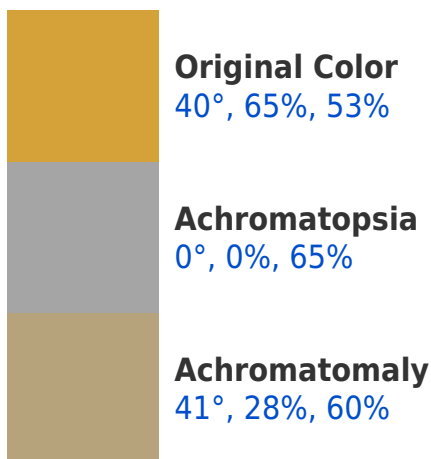 Original Color
40°, 65%, 53%
Achromatopsia
0°, 0%, 65%
Achromatomaly
41°, 28%, 60%